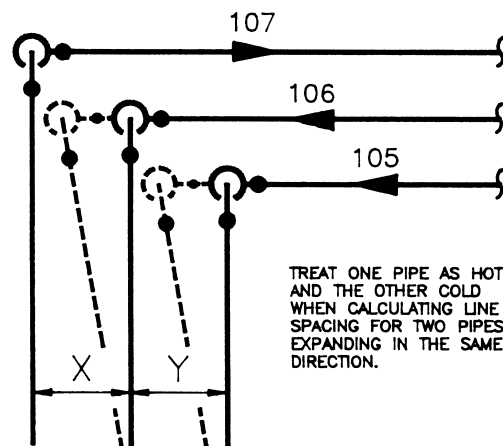 107
106
105
TREAT ONE PIPE AS HOT
AND THE OTHER COLD
WHEN CALCULATING LINE
SPACING FOR TWO PIPES
EXPANDING IN THE SAME
DIRECTION.
X Y